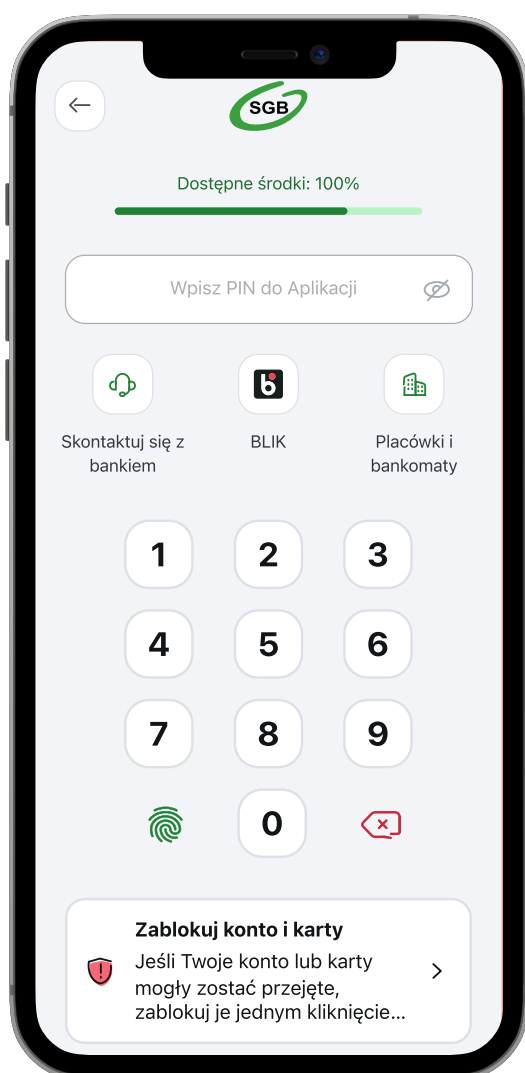 SGB
Dostępne środki: 100%
Wpisz PIN do Aplikacji
Skontaktuj się z
bankiem
BLIK
Placówki i
bankomaty
1 2 3
4 5 6
7 8 9
0
Zablokuj konto i karty
Jeśli Twoje konto lub karty
mogły zostać przejęte,
zablokuj je jednym kliknięcie...